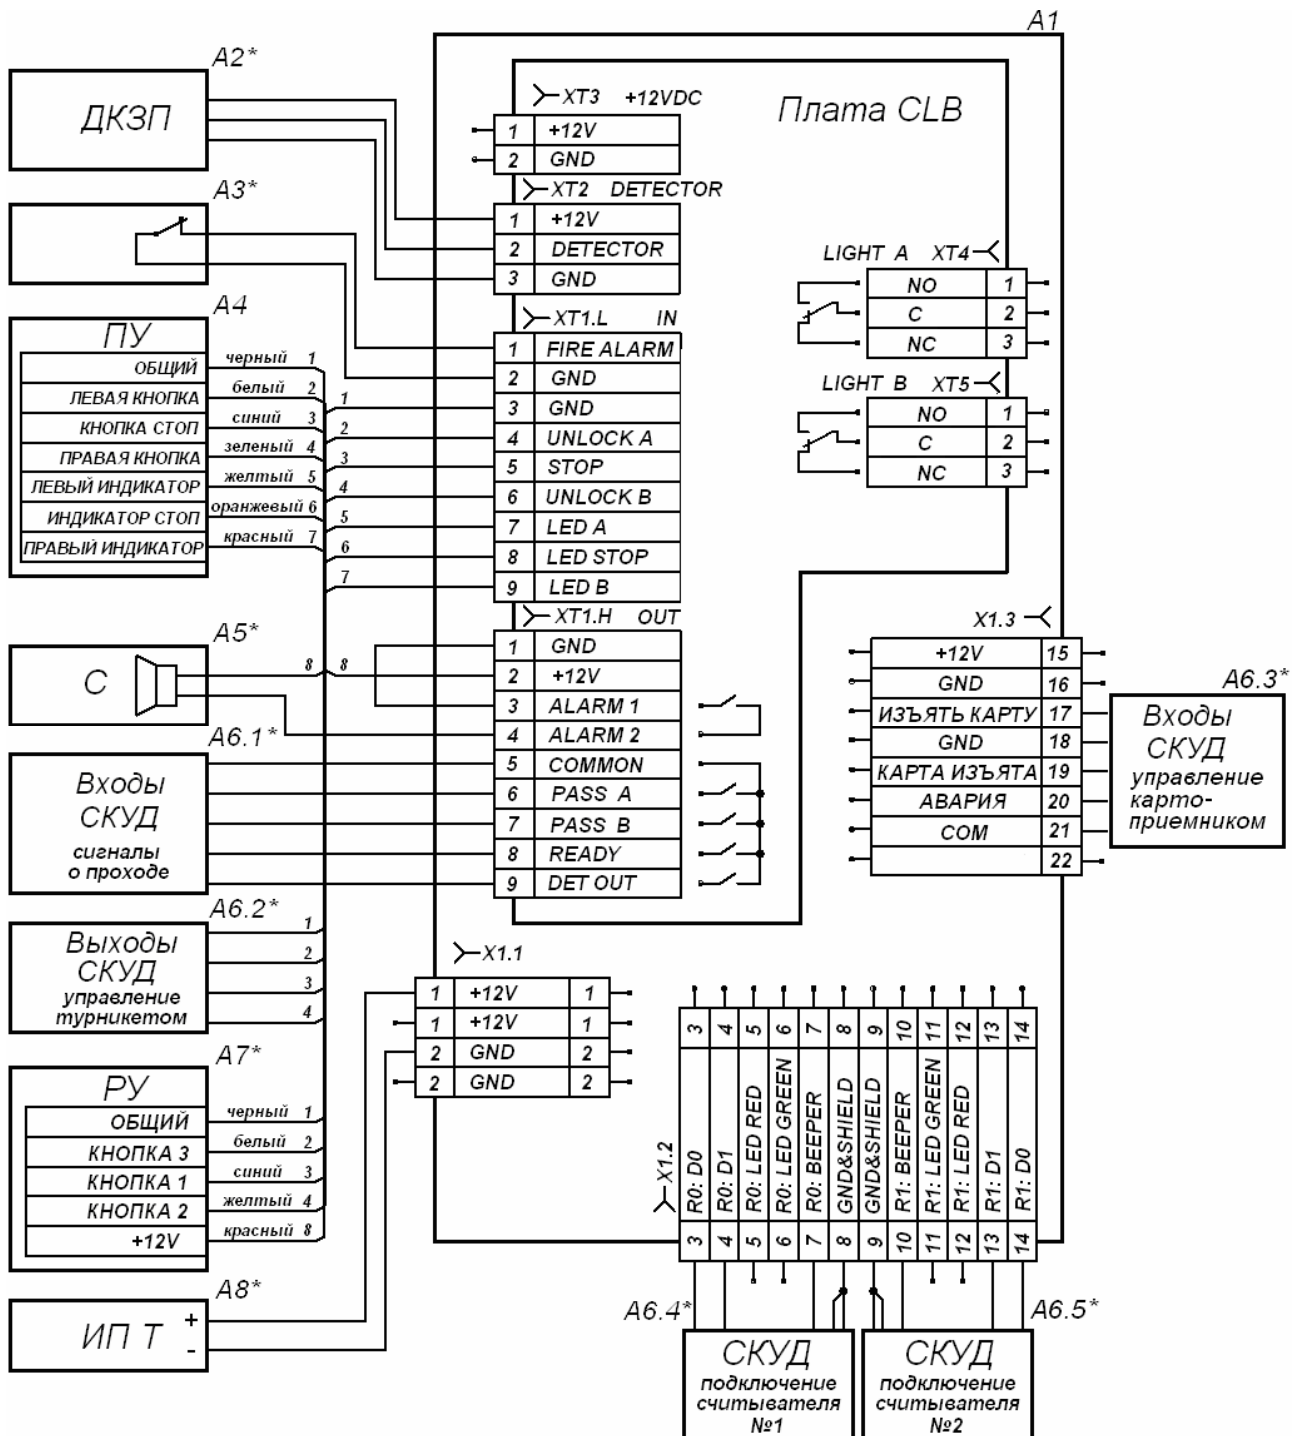 A1
A2*
ДКЗП
A3*
A4
ПУ
ОБЩИЙ
черный 1
ЛЕВАЯ КНОПКА
белый 2
КНОПКА СТОП
синий 3
ПРАВАЯ КНОПКА
зеленый 4
ЛЕВЫЙ ИНДИКАТОР
желтый 5
ИНДИКАТОР СТОП
оранжевый 6
ПРАВЫЙ ИНДИКАТОР
красный 7
1
2
3
4
5
6
7
A5*
С
8 8
A6.1*
Входы
СКУД
сигналы
о проходе
A6.2*
Выходы
СКУД
управление
турникетом
1
2
3
4
A7*
РУ
ОБЩИЙ
черный 1
КНОПКА 3
белый 2
КНОПКА 1
синий 3
КНОПКА 2
желтый 4
+12V
красный 8
A8*
ИП Т
+
-
Плата CLB
XT3 +12VDC
1 +12V
2 GND
XT2 DETECTOR
1 +12V
2 DETECTOR
3 GND
XT1.L IN
1 FIRE ALARM
2 GND
3 GND
4 UNLOCK A
5 STOP
6 UNLOCK B
7 LED A
8 LED STOP
9 LED B
XT1.H OUT
1 GND
2 +12V
3 ALARM 1
4 ALARM 2
5 COMMON
6 PASS A
7 PASS B
8 READY
9 DET OUT
LIGHT A XT4
NO 1
C 2
NC 3
LIGHT B XT5
NO 1
C 2
NC 3
X1.3
+12V 15
GND 16
ИЗЪЯТЬ КАРТУ 17
GND 18
КАРТА ИЗЪЯТА 19
АВАРИЯ 20
COM 21
22
A6.3*
Входы
СКУД
управление
карто-
приемником
X1.1
1 +12V 1
1 +12V 1
2 GND 2
2 GND 2
X1.2
3 R0: D0 3
4 R0: D1 4
5 R0: LED RED 5
6 R0: LED GREEN 6
7 R0: BEEPER 7
8 GND&SHIELD 8
9 GND&SHIELD 9
10 R1: BEEPER 10
11 R1: LED GREEN 11
12 R1: LED RED 12
13 R1: D1 13
14 R1: D0 14
A6.4*
СКУД
подключение
считывателя
№1
A6.5*
СКУД
подключение
считывателя
№2